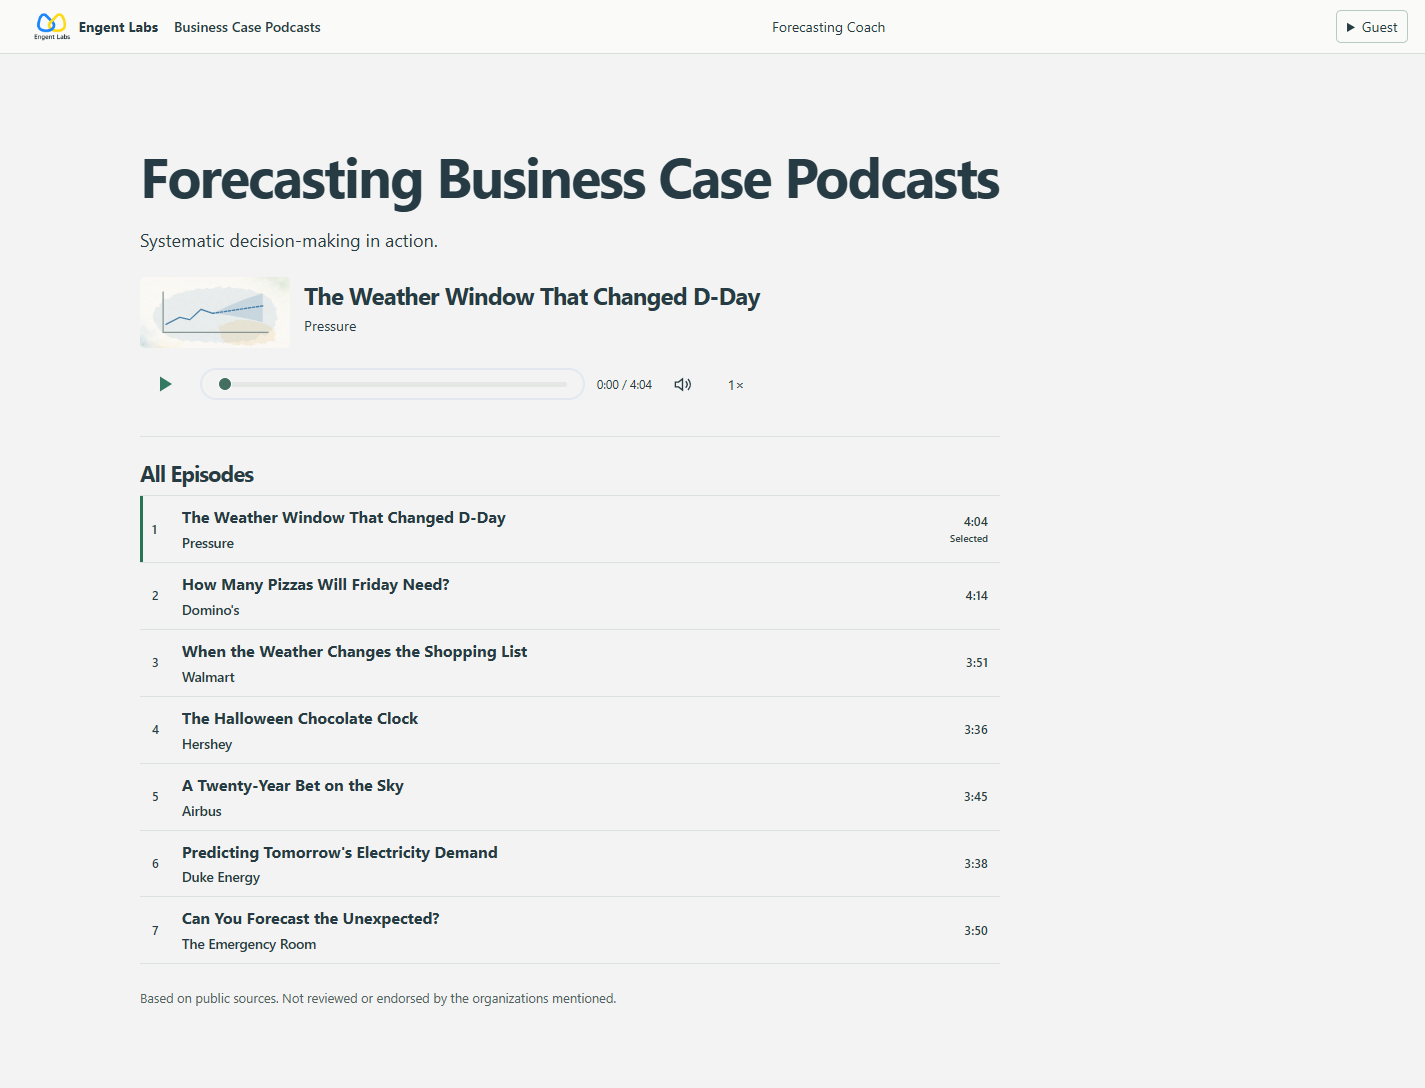 Engent Labs
Engent Labs
Business Case Podcasts
Forecasting Coach
▶ Guest
Forecasting Business Case Podcasts
Systematic decision-making in action.
The Weather Window That Changed D-Day
Pressure
0:00 / 4:04
1×
All Episodes
1
The Weather Window That Changed D-Day
Pressure
4:04
Selected
2
How Many Pizzas Will Friday Need?
Domino's
4:14
3
When the Weather Changes the Shopping List
Walmart
3:51
4
The Halloween Chocolate Clock
Hershey
3:36
5
A Twenty-Year Bet on the Sky
Airbus
3:45
6
Predicting Tomorrow's Electricity Demand
Duke Energy
3:38
7
Can You Forecast the Unexpected?
The Emergency Room
3:50
Based on public sources. Not reviewed or endorsed by the organizations mentioned.